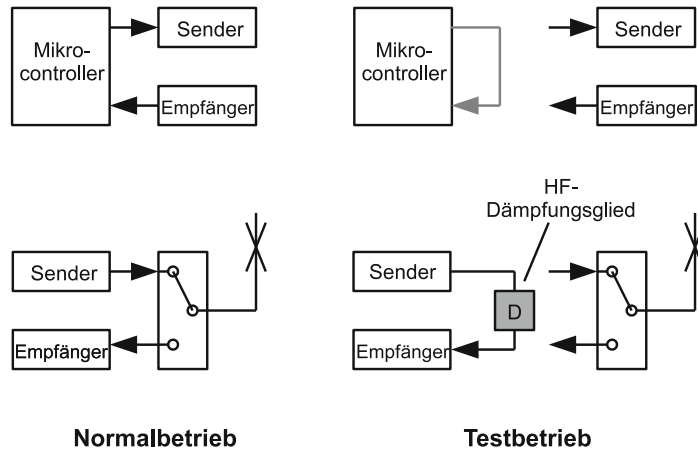 Mikro-
controller
Sender
Empfänger
Mikro-
controller
Sender
Empfänger
Sender
Empfänger
HF-
Dämpfungsglied
Sender
D
Empfänger
Normalbetrieb
Testbetrieb